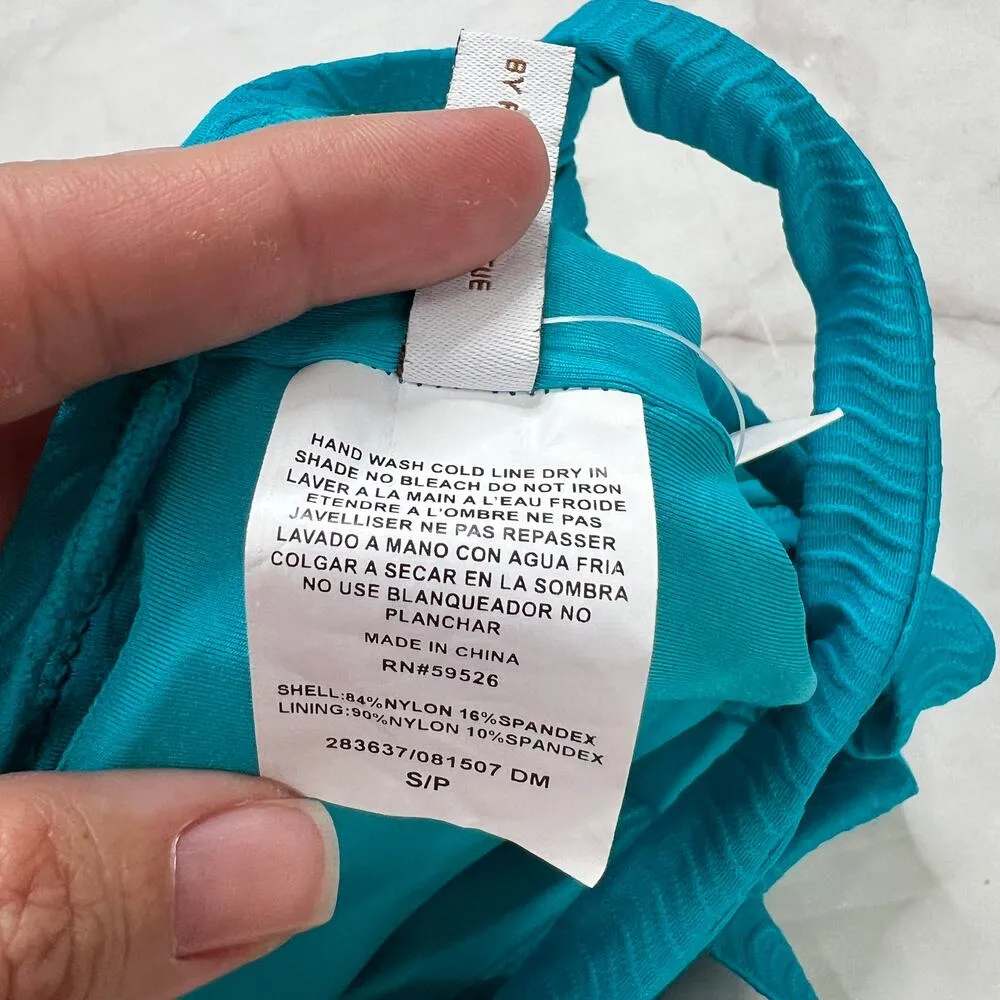 BY
HAND WASH COLD LINE DRY IN
SHADE NO BLEACH DO NOT IRON
LAVER A LA MAIN A L'EAU FROIDE
ETENDRE A L'OMBRE NE PAS
JAVELLISER NE PAS REPASSER
LAVADO A MANO CON AGUA FRIA
COLGAR A SECAR EN LA SOMBRA
NO USE BLANQUEADOR NO
PLANCHAR
MADE IN CHINA
RN#59526
SHELL:84%NYLON 16%SPANDEX
LINING:90%NYLON 10%SPANDEX
283637/081507 DM
S/P